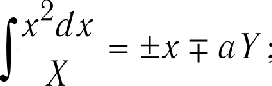 ∫ x²dx / X = ±x ∓ aY ;